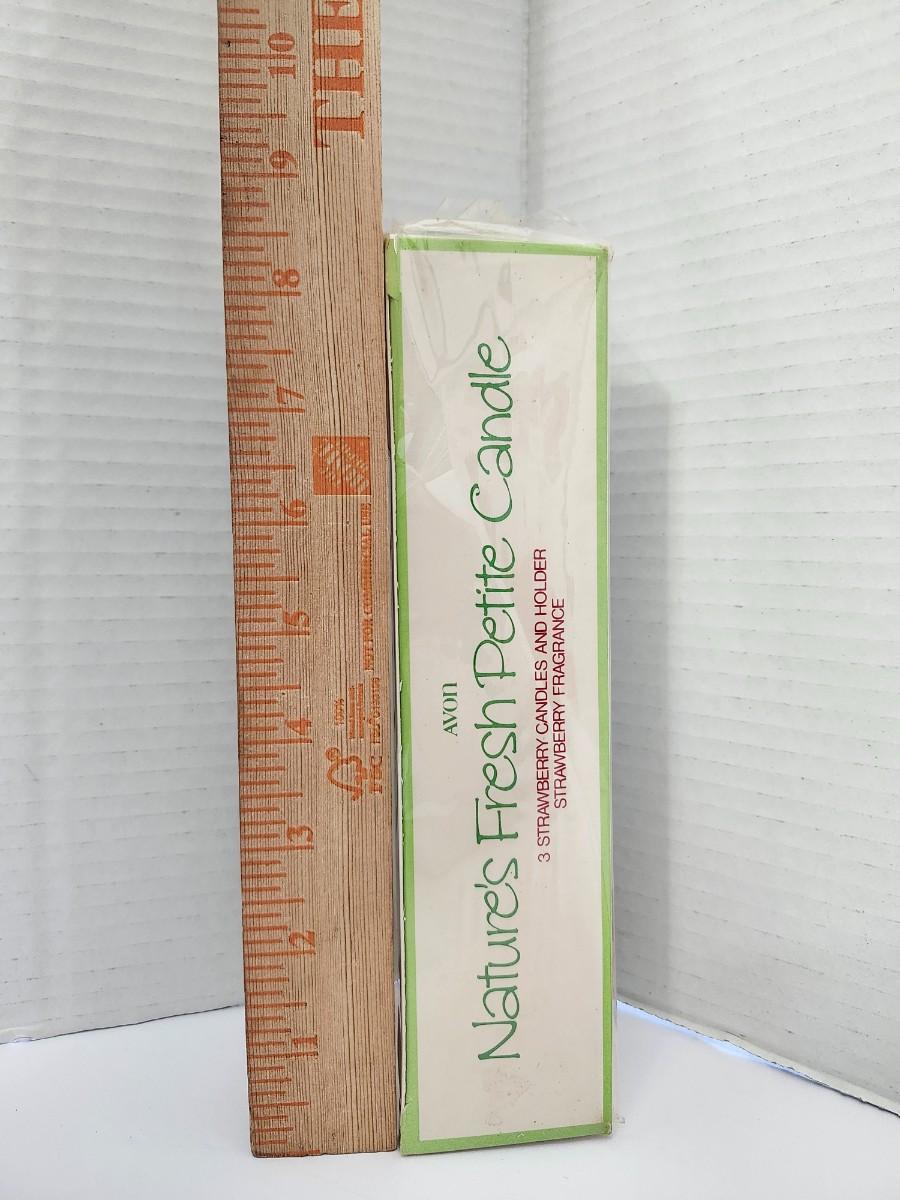 THE
10
9
8
7
6
5
4
3
2
1
NOT FOR COMMERCIAL USE
100%
AVON
Nature's Fresh Petite Candle
3 STRAWBERRY CANDLES AND HOLDER
STRAWBERRY FRAGRANCE